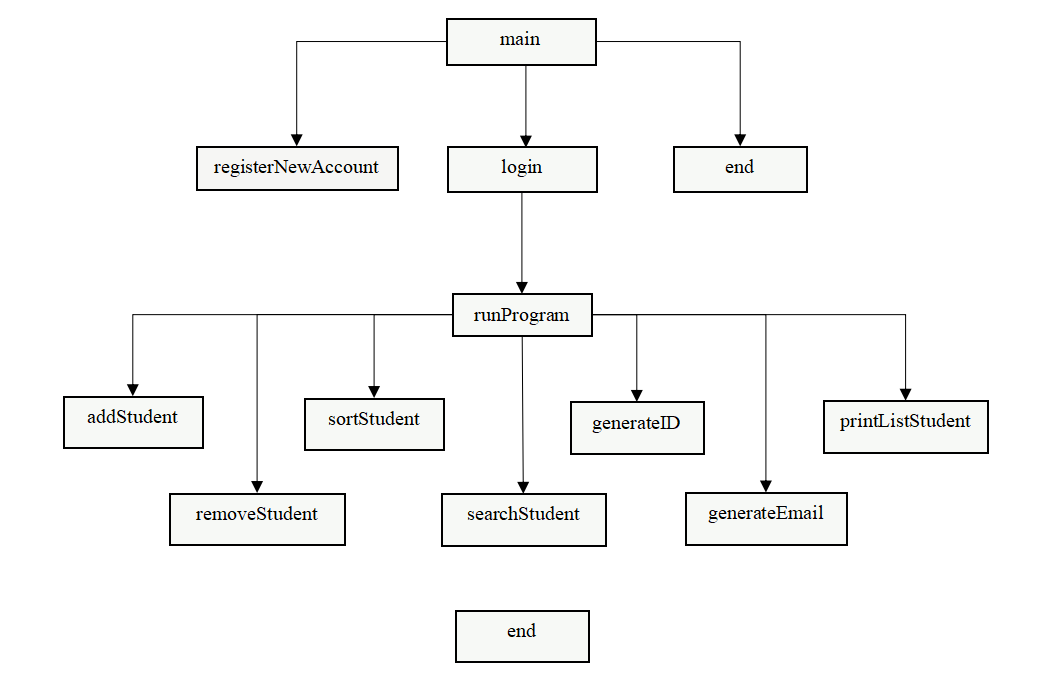 main
registerNewAccount
login
end
runProgram
addStudent
sortStudent
generateID
printListStudent
removeStudent
searchStudent
generateEmail
end